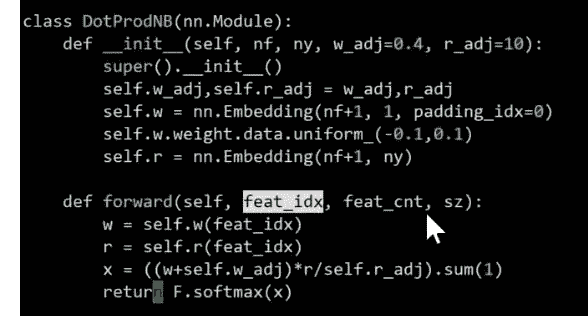 class DotProdNB(nn.Module):
    def __init__(self, nf, ny, w_adj=0.4, r_adj=10):
        super().__init__()
        self.w_adj,self.r_adj = w_adj,r_adj
        self.w = nn.Embedding(nf+1, 1, padding_idx=0)
        self.w.weight.data.uniform_(-0.1,0.1)
        self.r = nn.Embedding(nf+1, ny)

    def forward(self, feat_idx, feat_cnt, sz):
        w = self.w(feat_idx)
        r = self.r(feat_idx)
        x = ((w+self.w_adj)*r/self.r_adj).sum(1)
        return F.softmax(x)